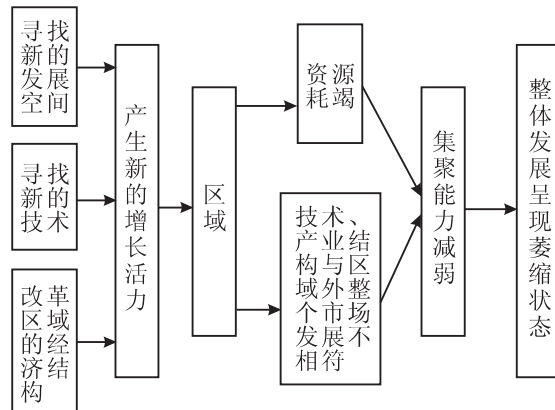 寻找
新的
发展
空间
寻找
新的
技术
改革
区域
的经
济结
构
产生新的增长活力
区域
资源
耗竭
技术、
产业结
构与区
域外整
个市场
发展不
相符
集聚能力减弱
整体发展呈现萎缩状态